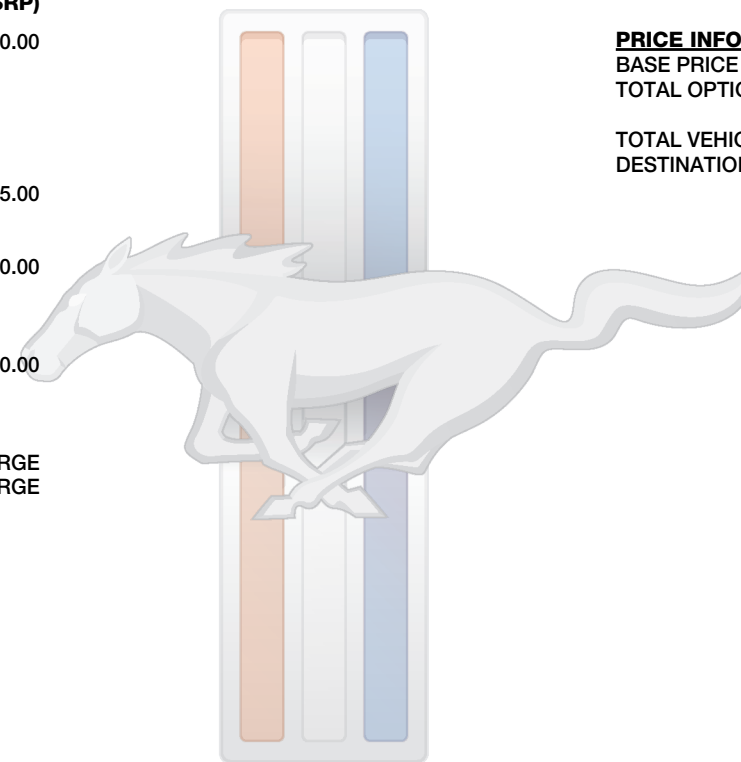 SRP)
0.00
5.00
0.00
0.00
RGE
RGE
PRICE INFO
BASE PRICE
TOTAL OPTIO
TOTAL VEHIC
DESTINATION